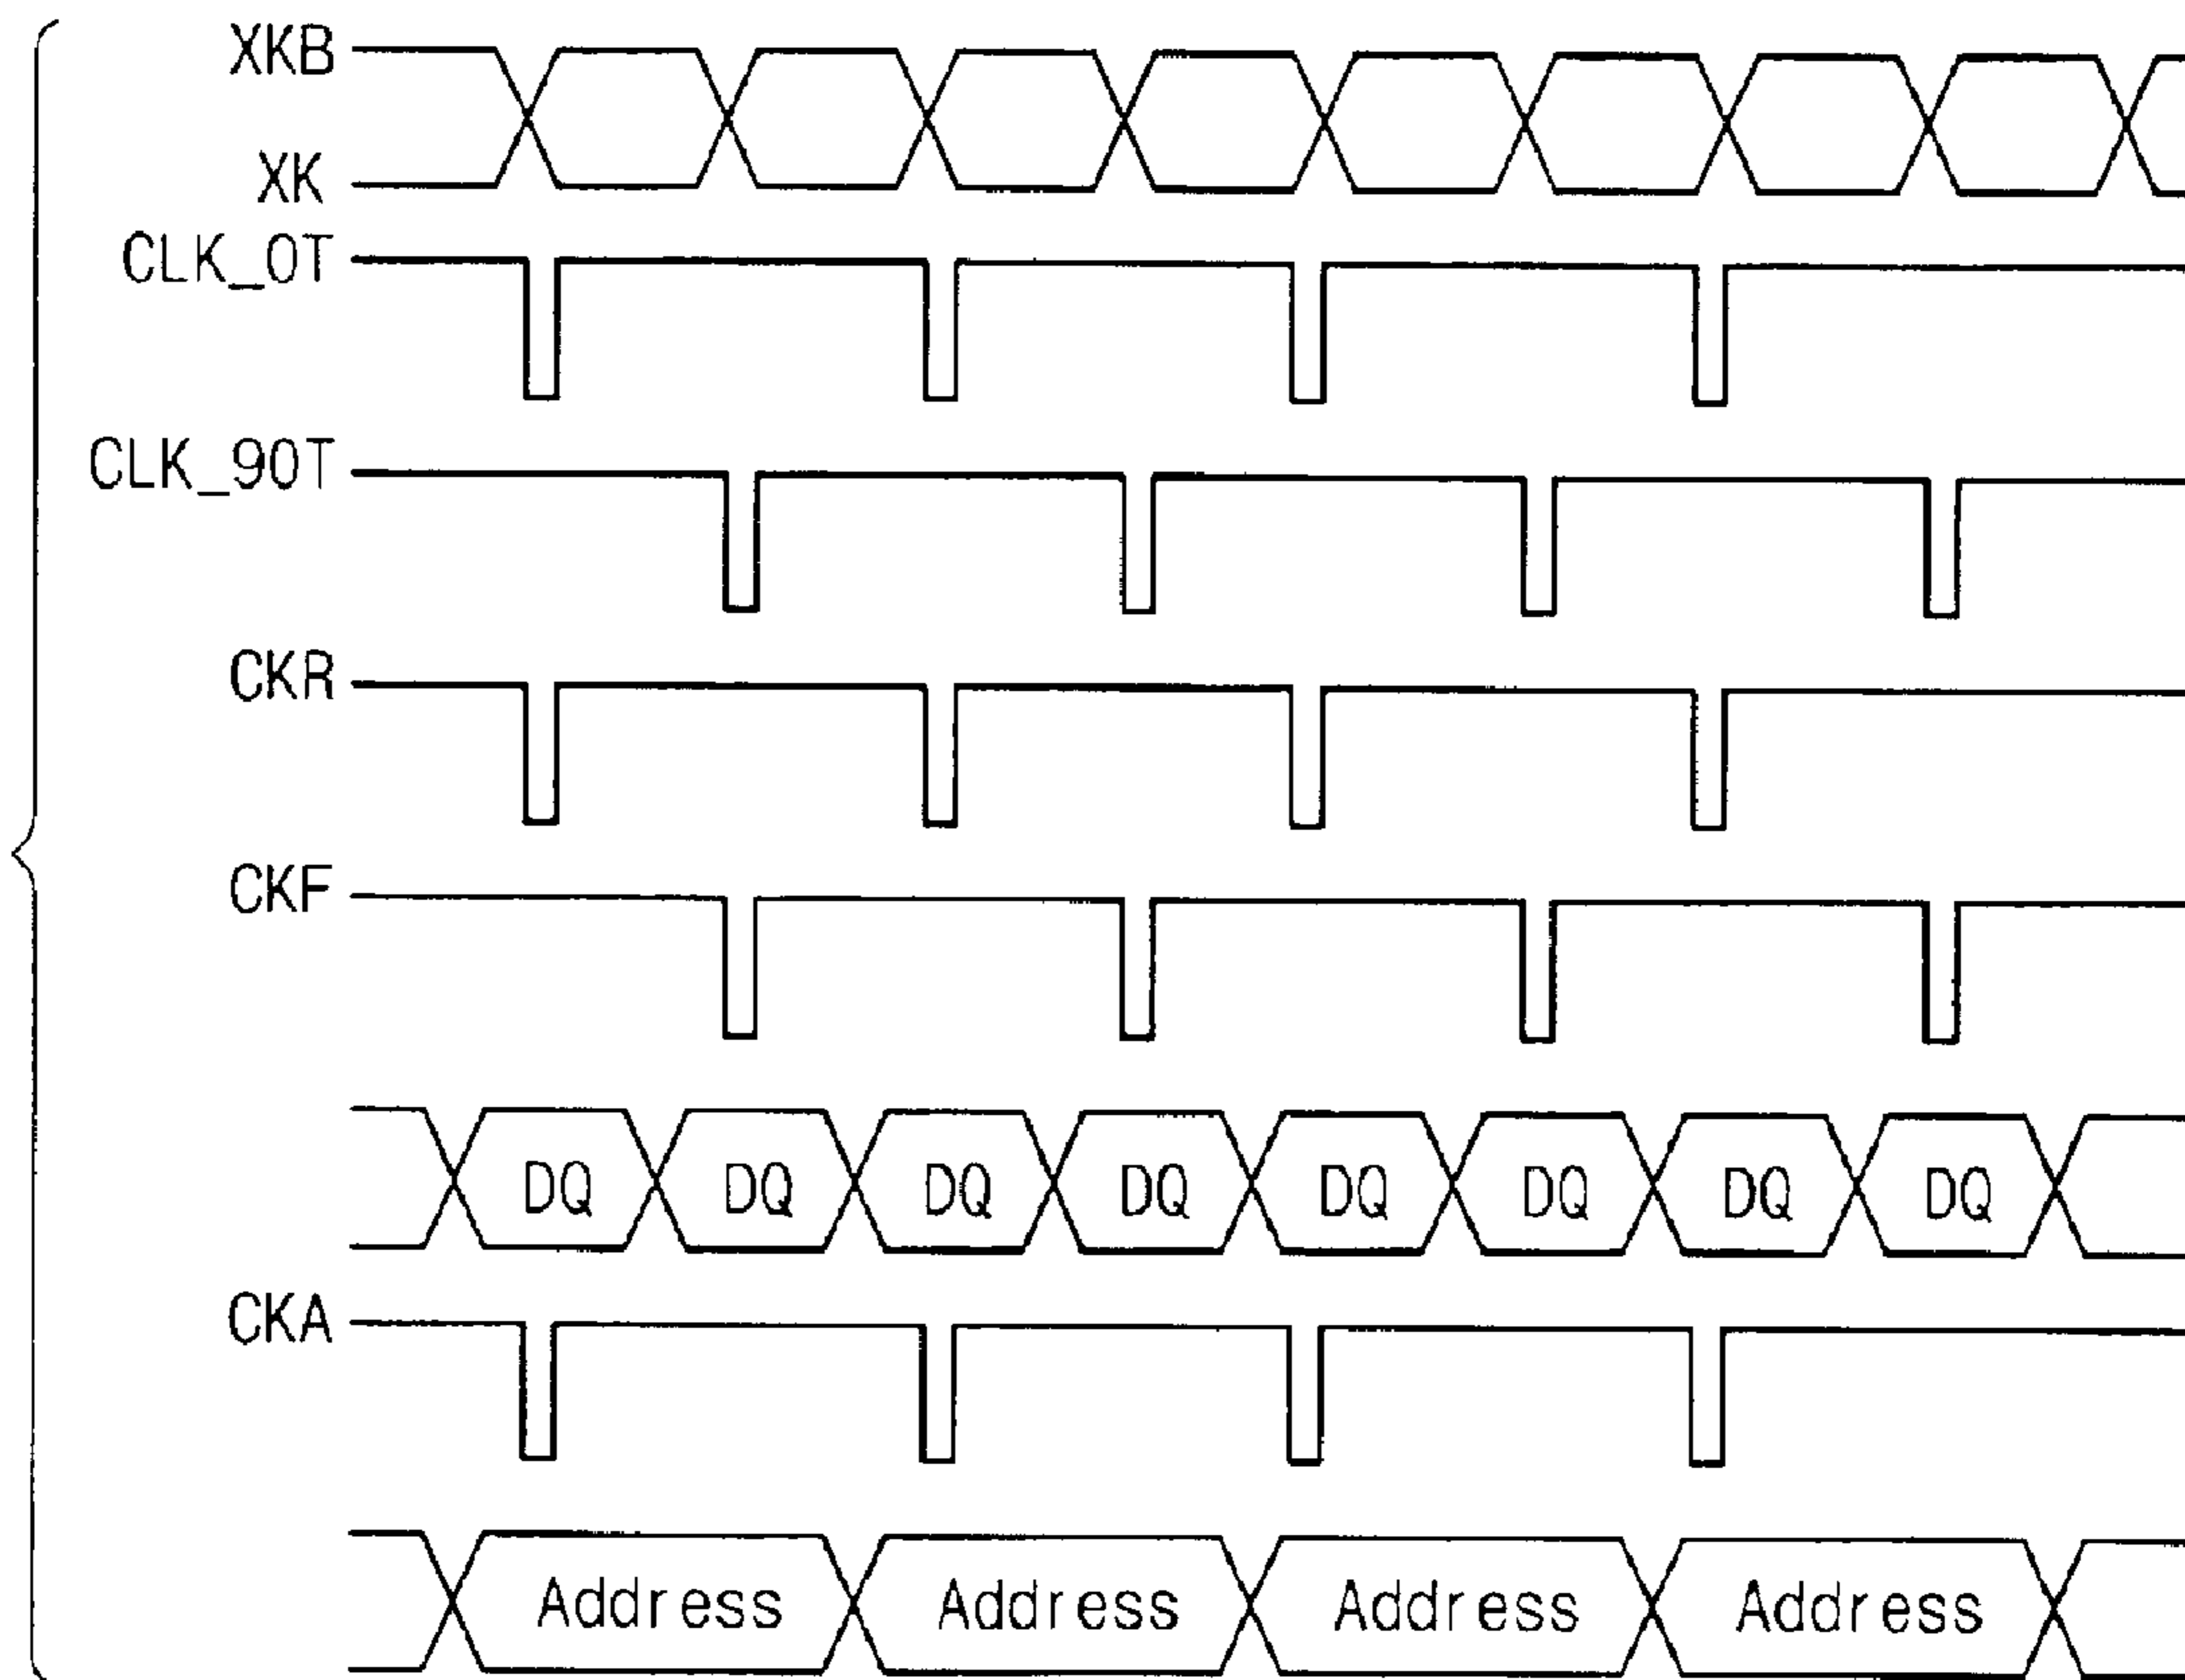 XKB
XK
CLK_0T
CLK_90T
CKR
CKF
DQ DQ DQ DQ DQ DQ DQ DQ
CKA
Address Address Address Address